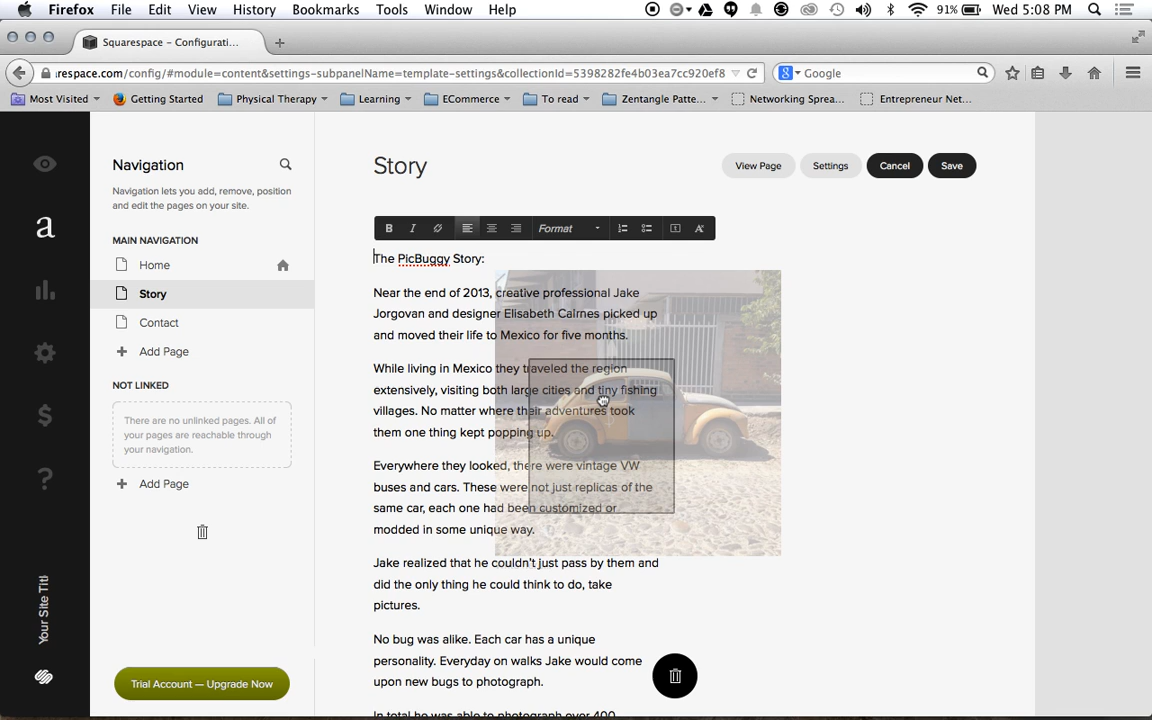 Firefox File Edit View History Bookmarks Tools Window Help 91% Wed 5:08 PM
Squarespace – Configurati...
ırespace.com/config/#module=content&settings-subpanelName=template-settings&collectionId=5398282fe4b03ea7cc920ef8 Google
Most Visited Getting Started Physical Therapy Learning ECommerce To read Zentangle Patte... Networking Sprea... Entrepreneur Net...
Navigation
Navigation lets you add, remove, position
and edit the pages on your site.
MAIN NAVIGATION
Home
Story
Contact
Add Page
NOT LINKED
There are no unlinked pages. All of
your pages are reachable through
your navigation.
Add Page
Trial Account — Upgrade Now
a
$
?
Your Site Titl
Story
View Page Settings Cancel Save
B I Format
The PicBuggy Story:
Near the end of 2013, creative professional Jake
Jorgovan and designer Elisabeth Cairnes picked up
and moved their life to Mexico for five months.
While living in Mexico they traveled the region
extensively, visiting both large cities and tiny fishing
villages. No matter where their adventures took
them one thing kept popping up.
Everywhere they looked, there were vintage VW
buses and cars. These were not just replicas of the
same car, each one had been customized or
modded in some unique way.
Jake realized that he couldn't just pass by them and
did the only thing he could think to do, take
pictures.
No bug was alike. Each car has a unique
personality. Everyday on walks Jake would come
upon new bugs to photograph.
In total he was able to photograph over 400